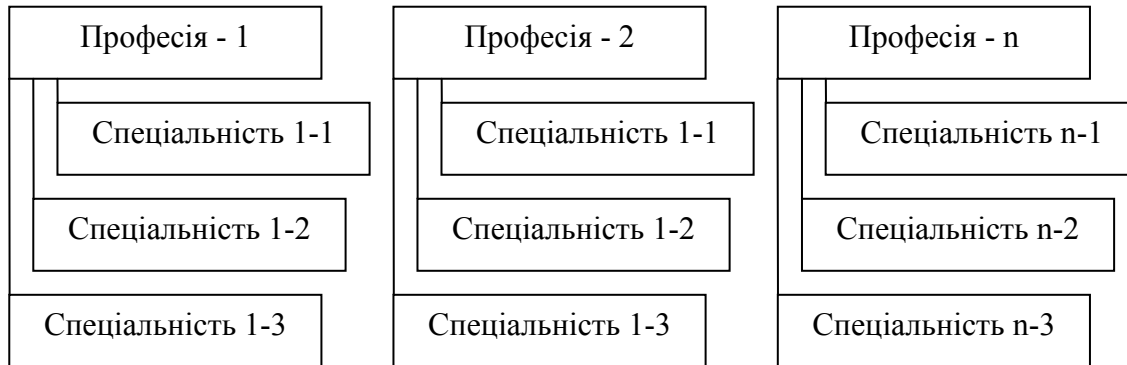 Професія - 1
Спеціальність 1-1
Спеціальність 1-2
Спеціальність 1-3
Професія - 2
Спеціальність 1-1
Спеціальність 1-2
Спеціальність 1-3
Професія - n
Спеціальність n-1
Спеціальність n-2
Спеціальність n-3